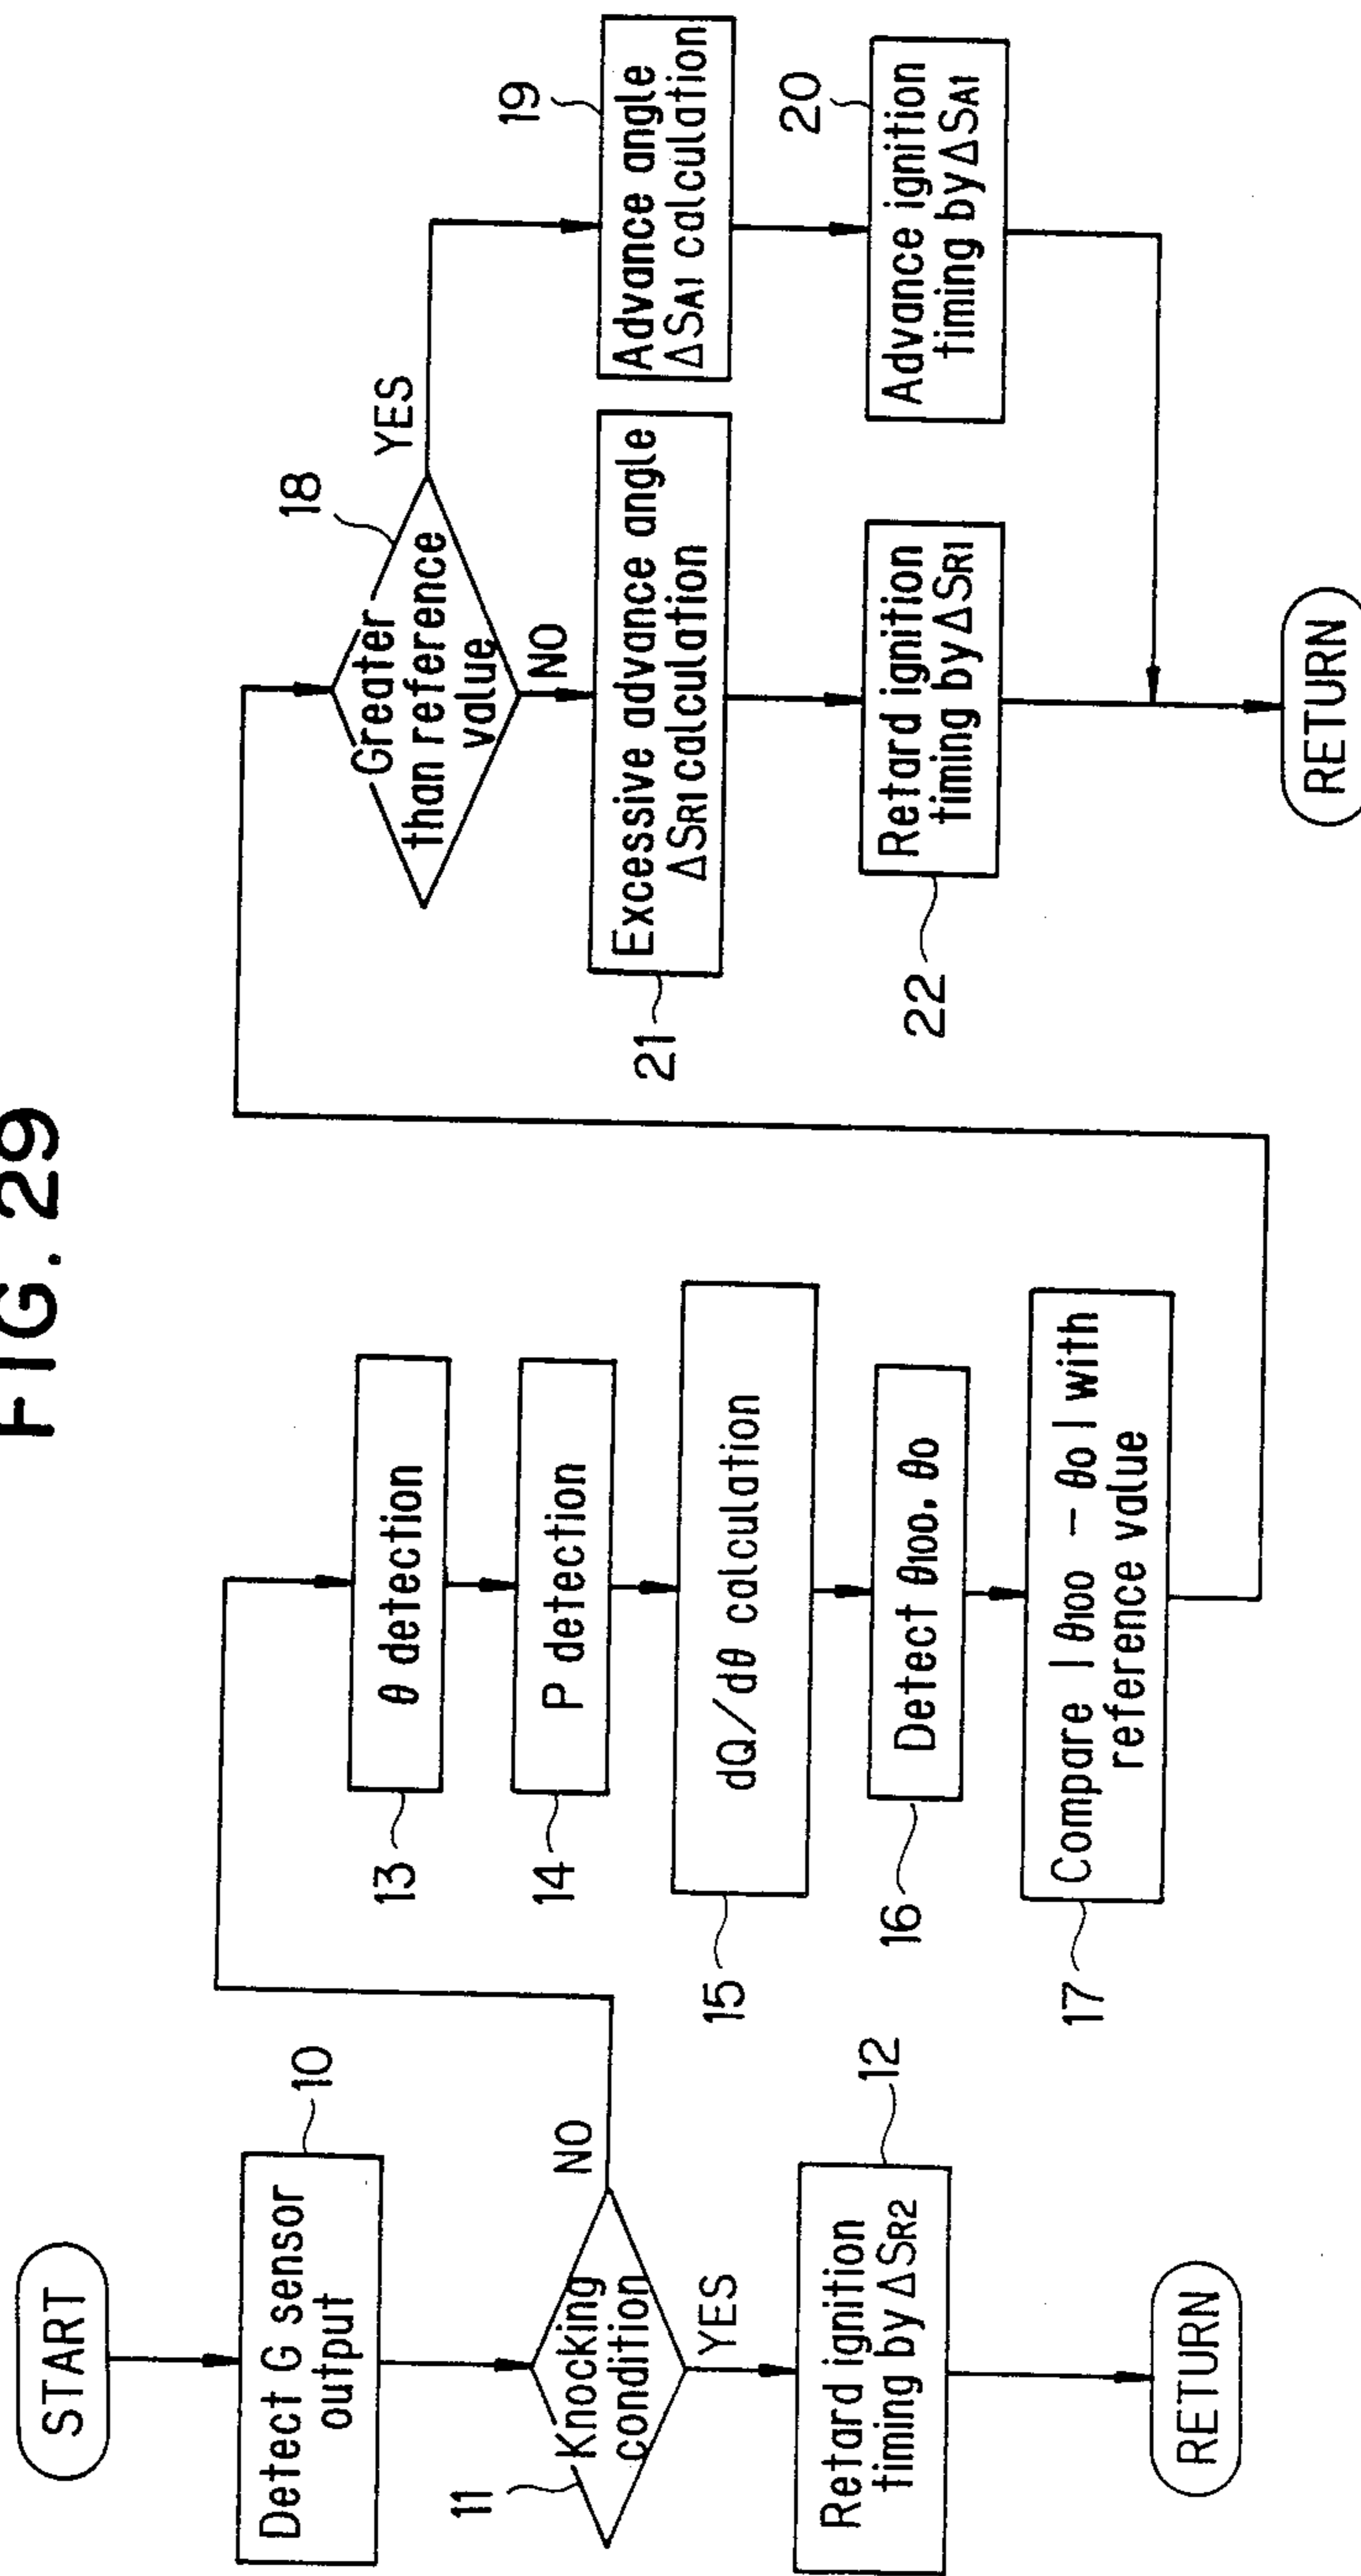 FIG. 29
START
Detect G sensor
output
10
Knocking
condition
11
NO
YES
Retard ignition
timing by ΔSR2
12
RETURN
θ detection
13
P detection
14
dQ/dθ calculation
15
Detect θ100, θ0
16
Compare | θ100 - θ0 | with
reference value
17
Greater
than reference
value
18
YES
NO
Advance angle
ΔSA1 calculation
19
Advance ignition
timing by ΔSA1
20
Excessive advance angle
ΔSR1 calculation
21
Retard ignition
timing by ΔSR1
22
RETURN